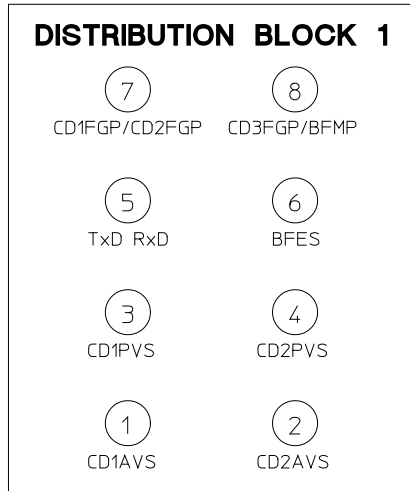 DISTRIBUTION BLOCK 1
7 8
CD1FGP/CD2FGP CD3FGP/BFMP
5 6
TxD RxD BFES
3 4
CD1PVS CD2PVS
1 2
CD1AVS CD2AVS